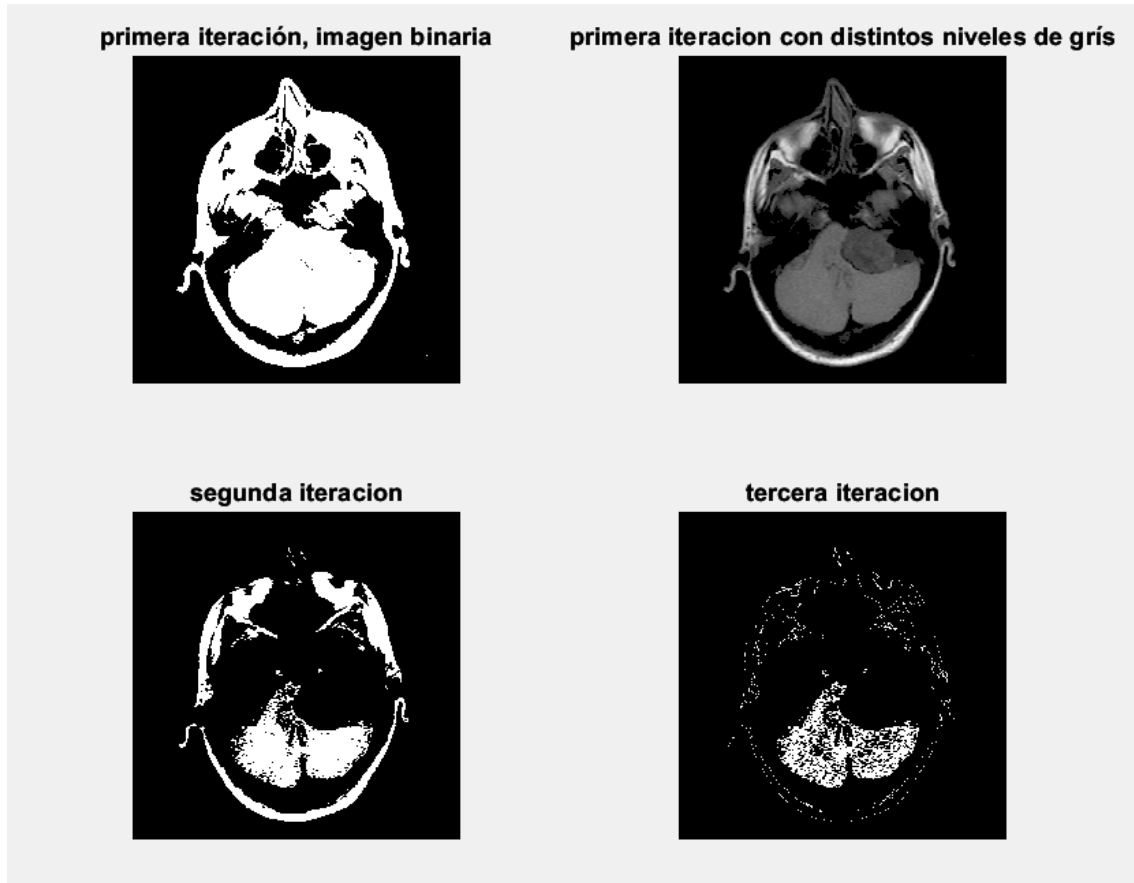 primera iteración, imagen binaria
primera iteracion con distintos niveles de grís
segunda iteracion
tercera iteracion